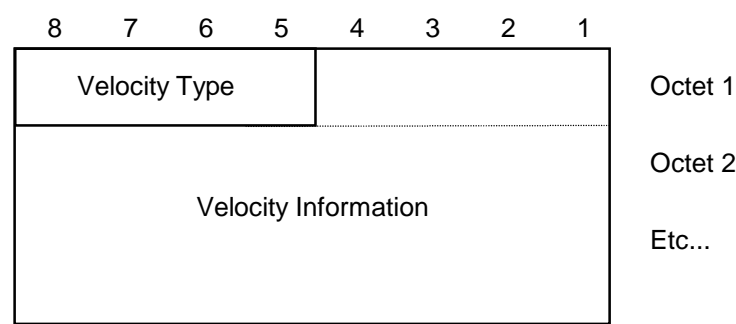 8 7 6 5 4 3 2 1
Velocity Type Octet 1
Octet 2
Velocity Information
Etc...